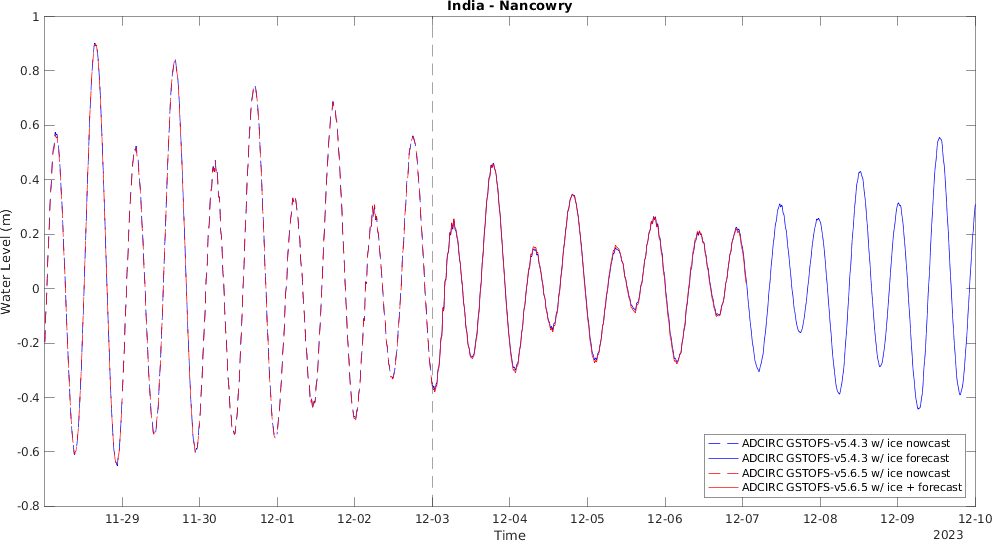 India - Nancowry
1
0.8
0.6
0.4
0.2
0
-0.2
-0.4
-0.6
-0.8
Water Level (m)
11-29 11-30 12-01 12-02 12-03 12-04 12-05 12-06 12-07 12-08 12-09 12-10
Time
2023
ADCIRC GSTOFS-v5.4.3 w/ ice nowcast
ADCIRC GSTOFS-v5.4.3 w/ ice forecast
ADCIRC GSTOFS-v5.6.5 w/ ice nowcast
ADCIRC GSTOFS-v5.6.5 w/ ice + forecast